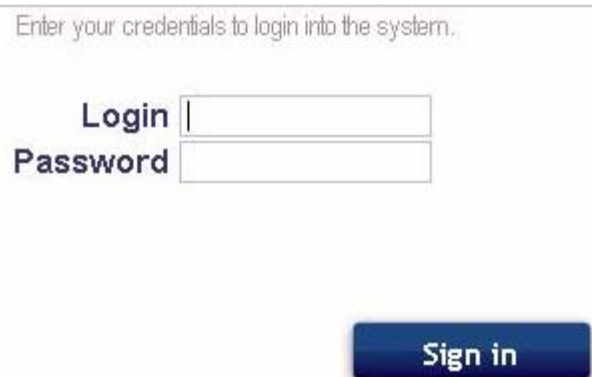 Enter your credentials to login into the system.
Login
Password
Sign in